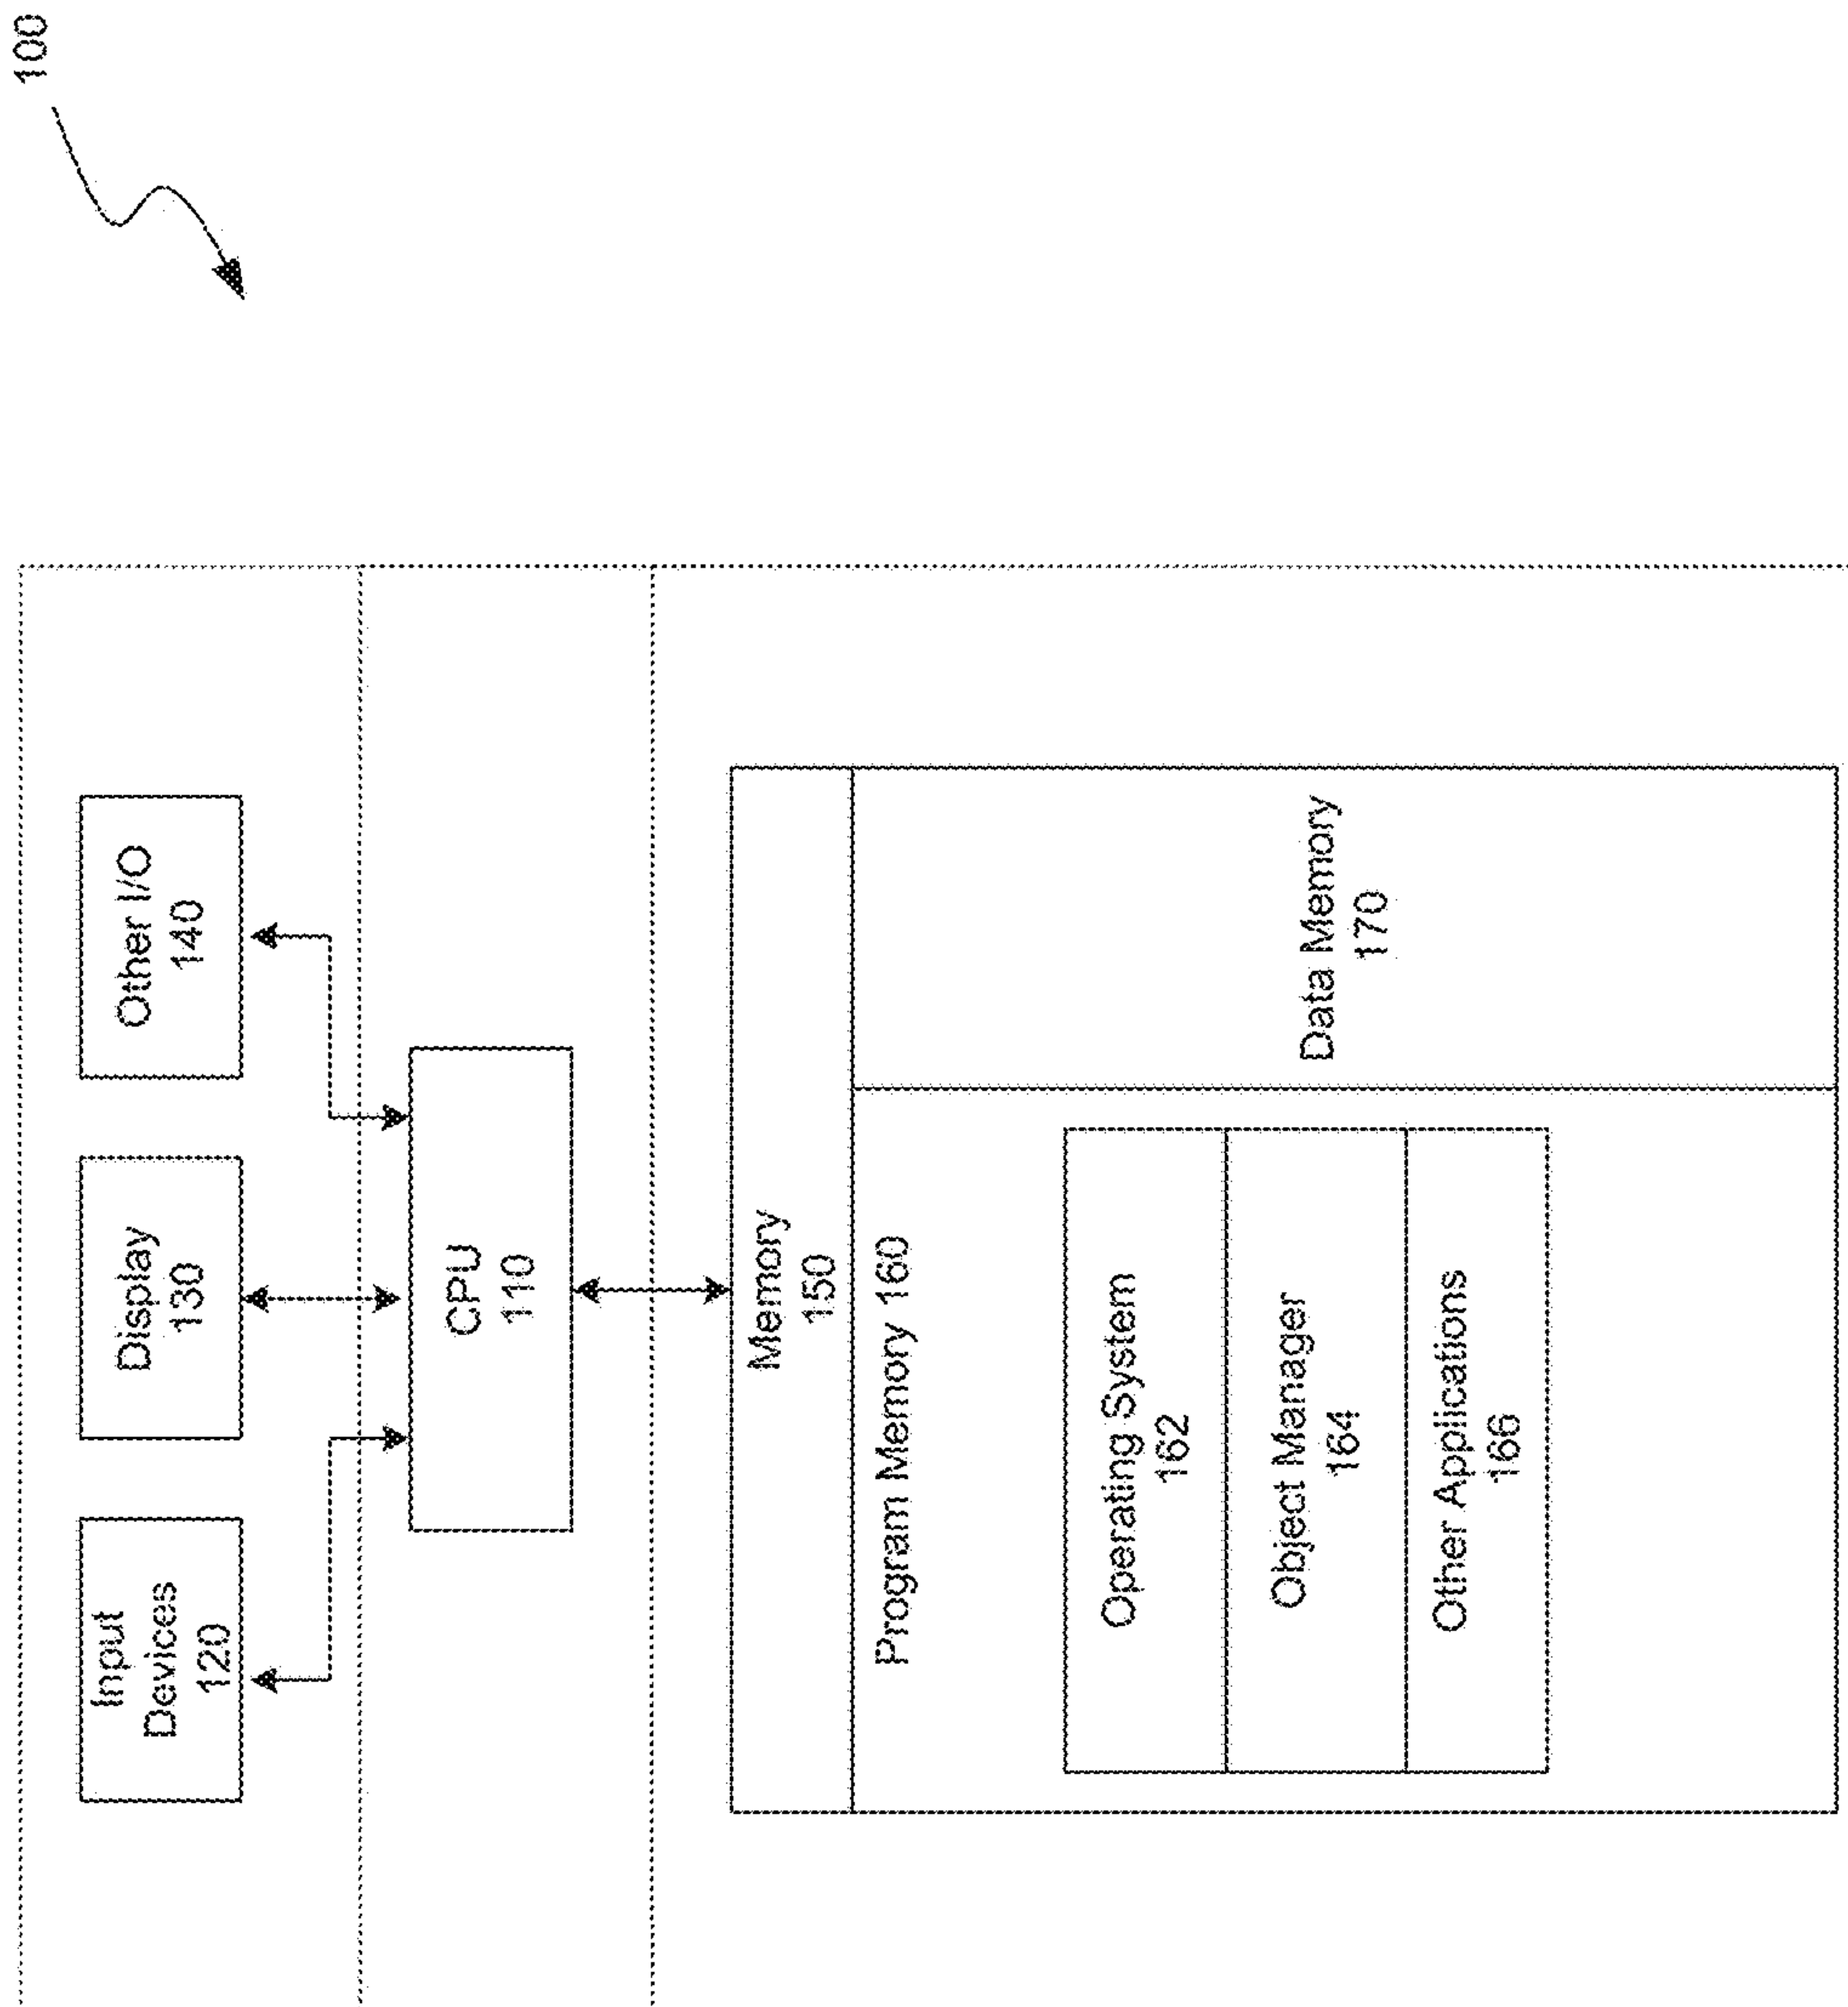 100
Input
Devices
120
Display
130
Other I/O
140
CPU
110
Memory
150
Program Memory 160
Operating System
162
Object Manager
164
Other Applications
166
Data Memory
170